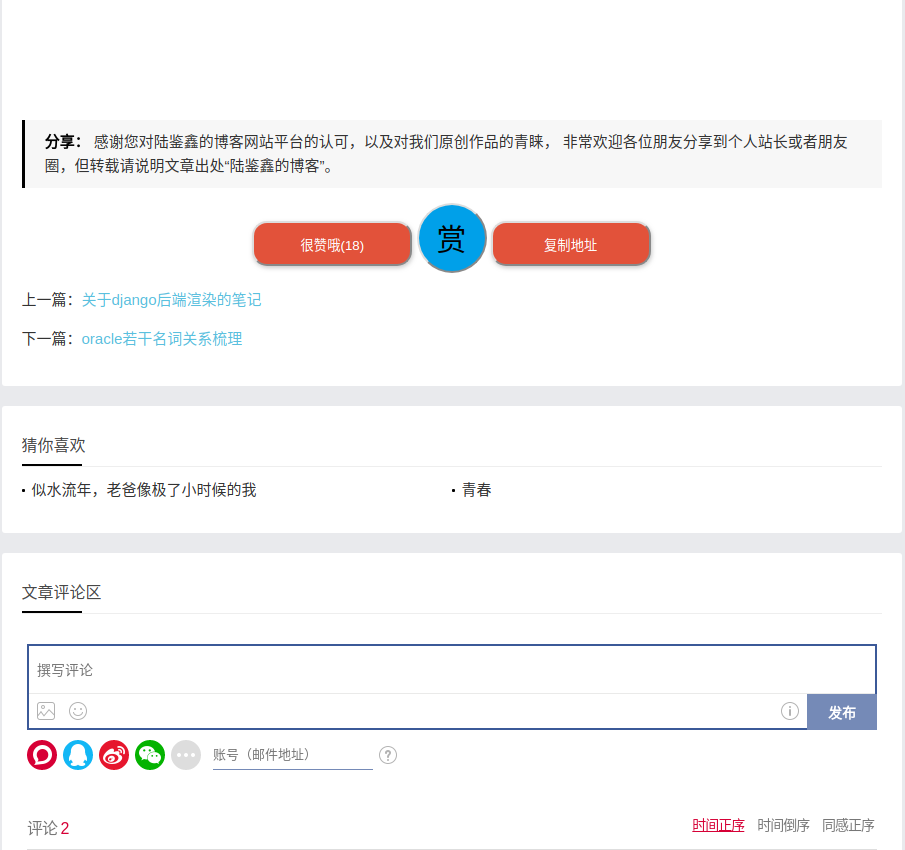 分享： 感谢您对陆鉴鑫的博客网站平台的认可，以及对我们原创作品的青睐， 非常欢迎各位朋友分享到个人站长或者朋友
圈，但转载请说明文章出处“陆鉴鑫的博客”。
很赞哦(18)
赏
复制地址
上一篇：关于django后端渲染的笔记
下一篇：oracle若干名词关系梳理
猜你喜欢
似水流年，老爸像极了小时候的我
青春
文章评论区
撰写评论
发布
账号（邮件地址）
评论 2
时间正序 时间倒序 同感正序